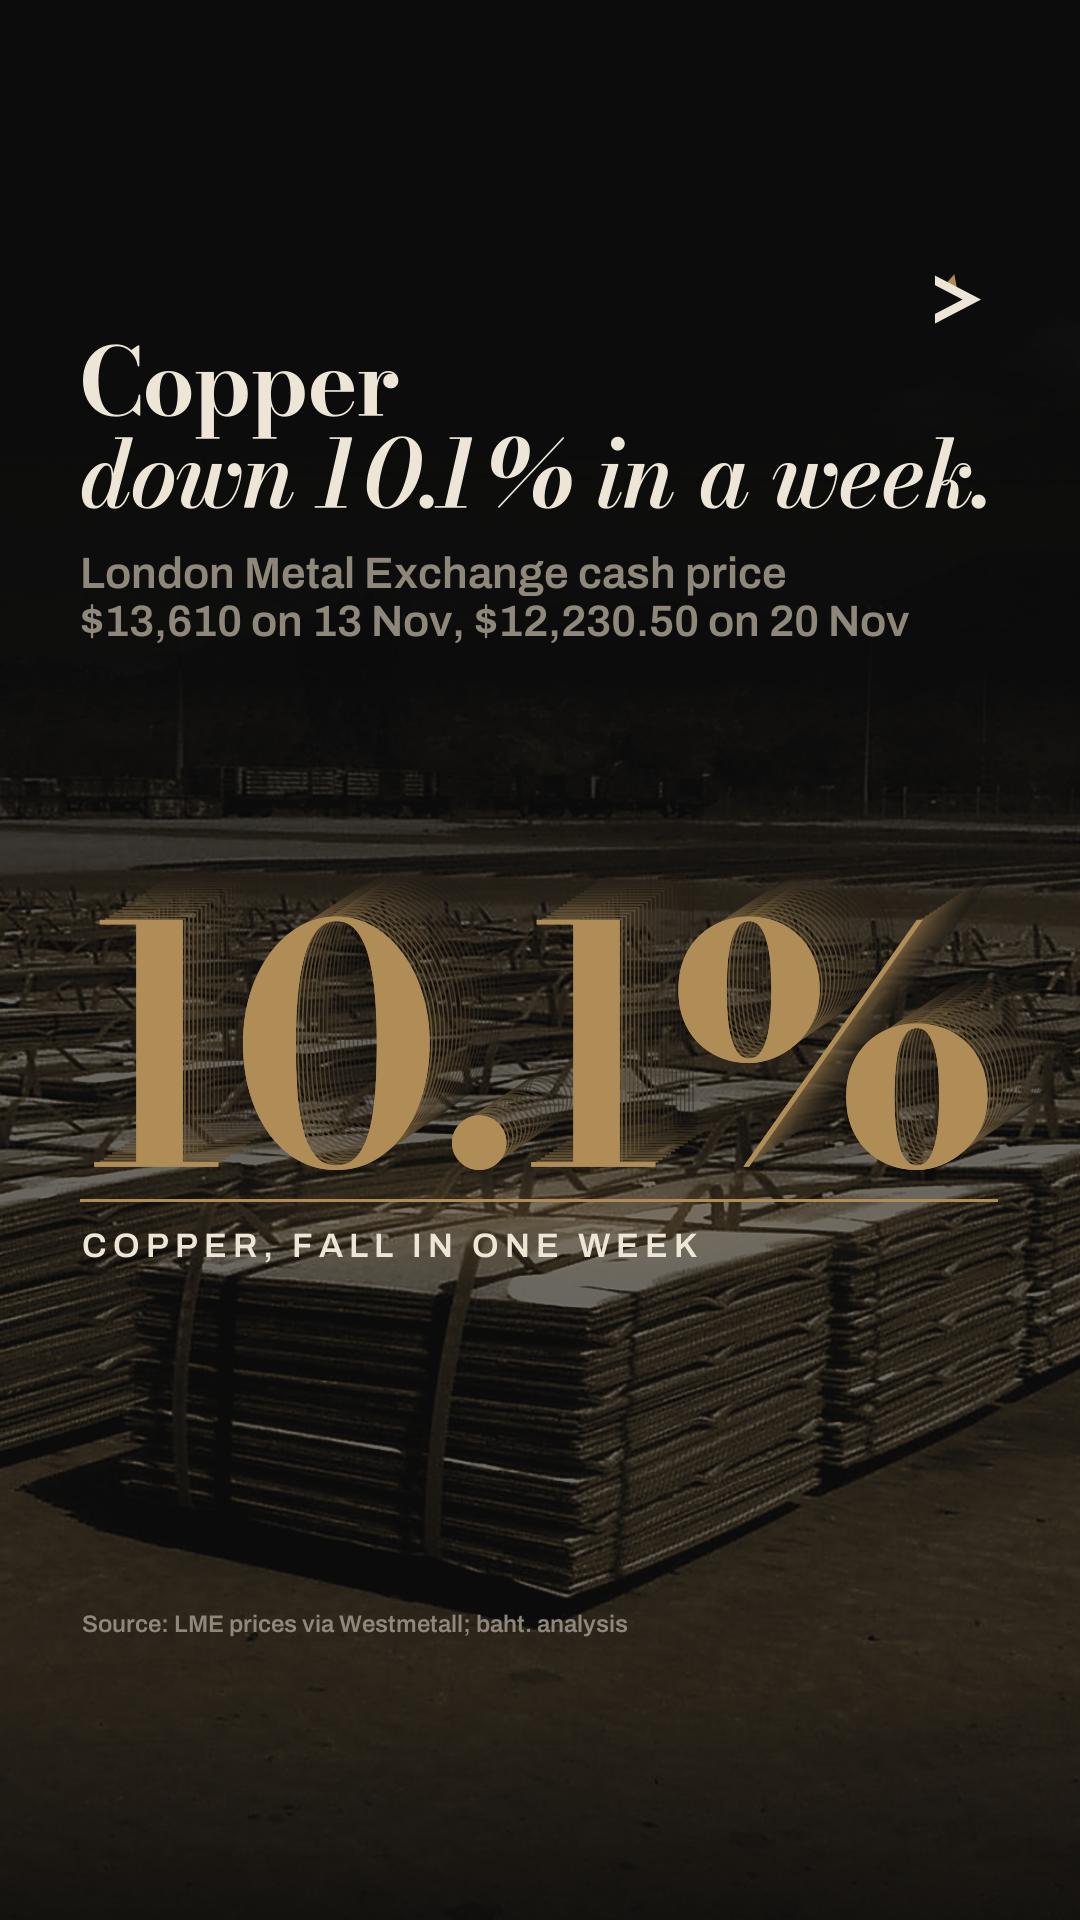 Copper
down 10.1% in a week.
London Metal Exchange cash price
$13,610 on 13 Nov, $12,230.50 on 20 Nov
10.1%
COPPER, FALL IN ONE WEEK
Source: LME prices via Westmetall; baht. analysis